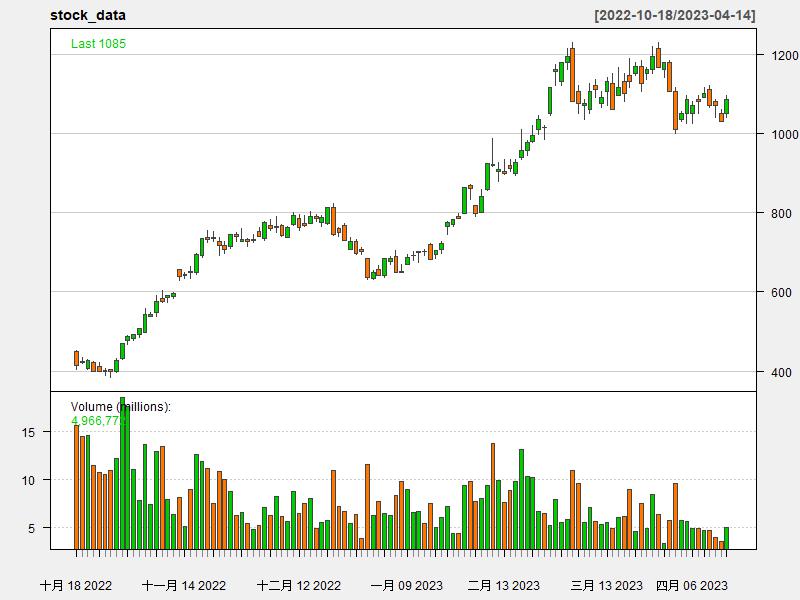 stock_data
[2022-10-18/2023-04-14]
Last 1085
1200
1000
800
600
400
Volume (millions):
4,966,77
15
10
5
十月 18 2022
十一月 14 2022
十二月 12 2022
一月 09 2023
二月 13 2023
三月 13 2023
四月 06 2023